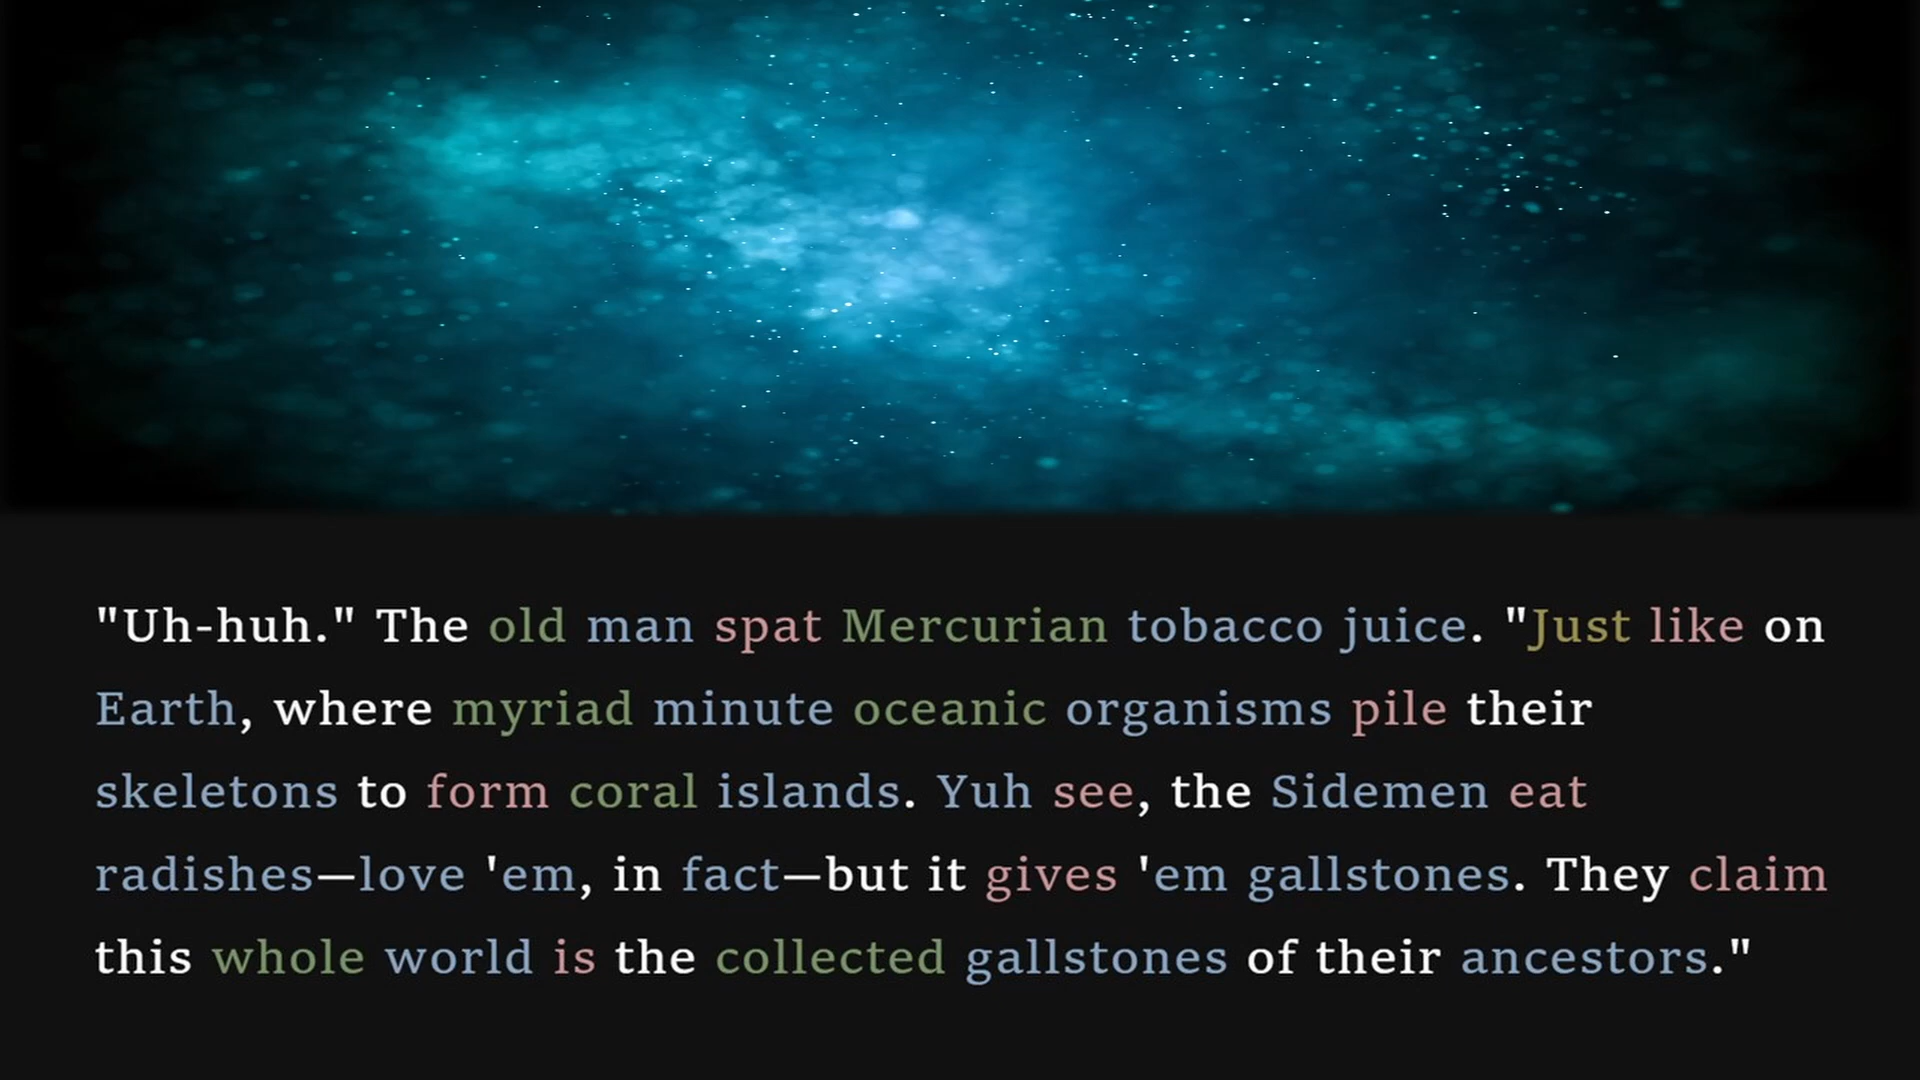 "Uh-huh." The old man spat Mercurian tobacco juice. "Just like on
Earth, where myriad minute oceanic organisms pile their
skeletons to form coral islands. Yuh see, the Sidemen eat
radishes—love 'em, in fact—but it gives 'em gallstones. They claim
this whole world is the collected gallstones of their ancestors."